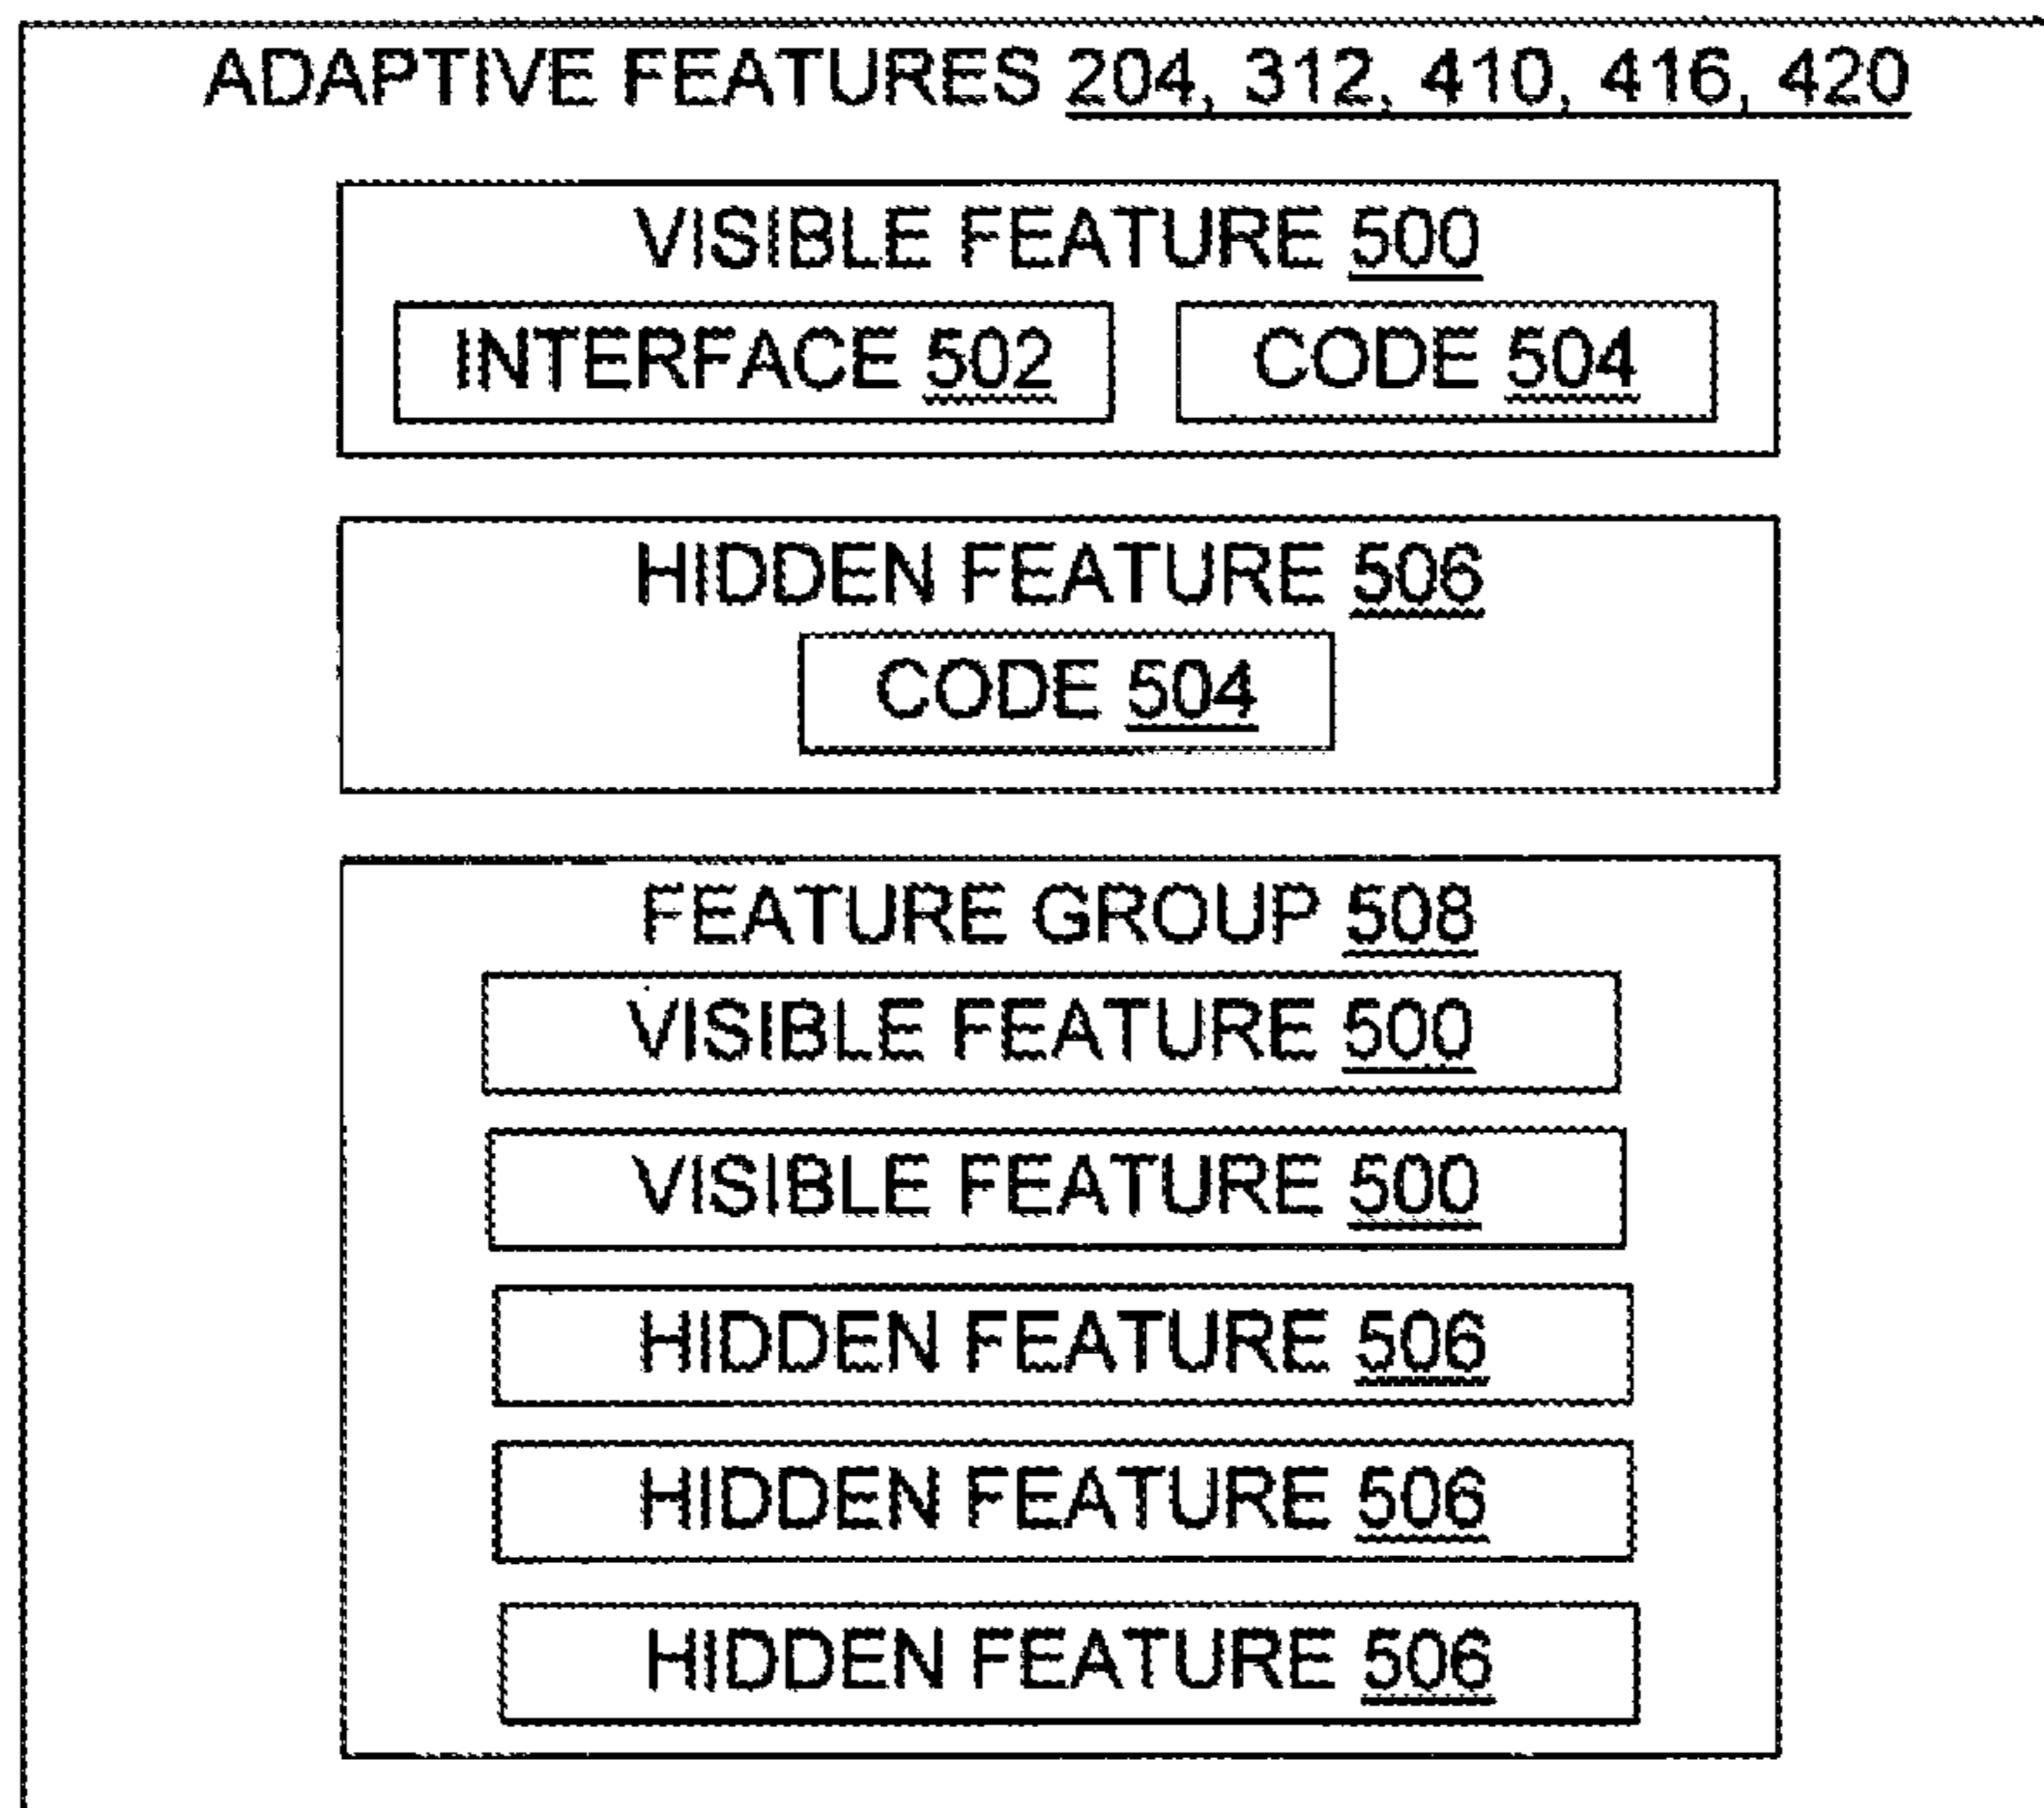 ADAPTIVE FEATURES 204, 312, 410, 416, 420
VISIBLE FEATURE 500
INTERFACE 502
CODE 504
HIDDEN FEATURE 506
CODE 504
FEATURE GROUP 508
VISIBLE FEATURE 500
VISIBLE FEATURE 500
HIDDEN FEATURE 506
HIDDEN FEATURE 506
HIDDEN FEATURE 506